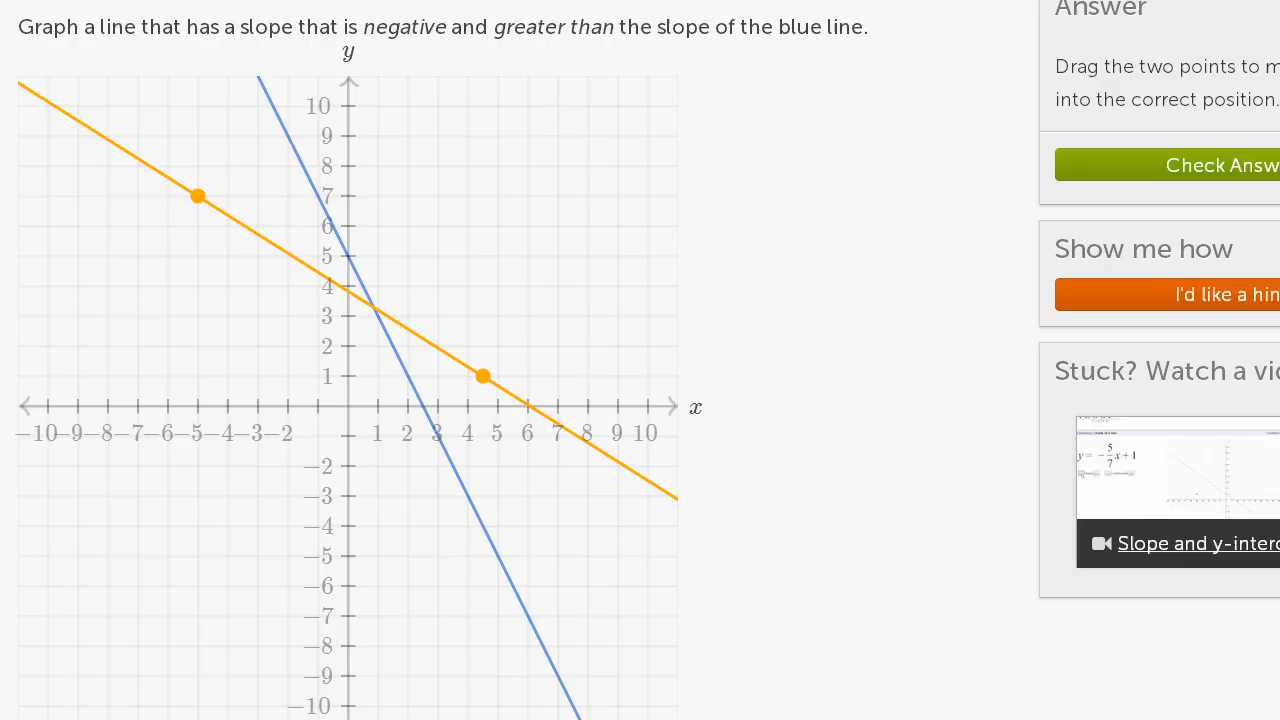 Graph a line that has a slope that is negative and greater than the slope of the blue line.
y
10
9
8
7
6
5
4
3
2
1
x
−10 −9 −8 −7 −6 −5 −4 −3 −2 1 2 3 4 5 6 7 8 9 10
−2
−3
−4
−5
−6
−7
−8
−9
−10
Answer
Drag the two points to m
into the correct position.
Check Answ
Show me how
I'd like a hin
Stuck? Watch a vid
y = −5/7x+1
Slope and y-interc